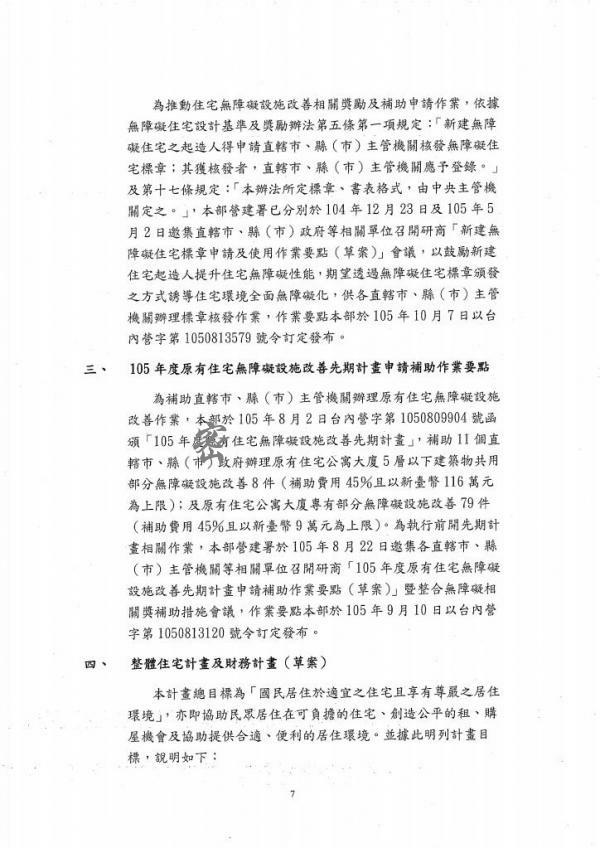 為推動住宅無障礙設施改善相關獎勵及補助申請作業，依據
無障礙住宅設計基準及獎勵辦法第五條第一項規定：「新建無障
礙住宅之起造人得申請直轄市、縣（市）主管機關核發無障礙住
宅標章；其獲核發者，直轄市、縣（市）主管機關應予登錄。」
及第十七條規定：「本辦法所定標章、書表格式，由中央主管機
關定之。」，本部營建署已分別於 104 年 12 月 23 日及 105 年 5
月 2 日邀集直轄市、縣（市）政府等相關單位召開研商「新建無
障礙住宅標章申請及使用作業要點（草案）」會議，以鼓勵新建
住宅起造人提升住宅無障礙性能，期望透過無障礙住宅標章頒發
之方式誘導住宅環境全面無障礙化，供各直轄市、縣（市）主管
機關辦理標章核發作業，作業要點本部於 105 年 10 月 7 日以台
內營字第 1050813579 號令訂定發布。
三、 105 年度原有住宅無障礙設施改善先期計畫申請補助作業要點
為補助直轄市、縣（市）主管機關辦理原有住宅無障礙設施
改善作業，本部於 105 年 8 月 2 日台內營字第 1050809904 號函
頒「105 年度原有住宅無障礙設施改善先期計畫」，補助 11 個直
轄市、縣（市）政府辦理原有住宅公寓大廈 5 層以下建築物共用
部分無障礙設施改善 8 件（補助費用 45%且以新臺幣 116 萬元
為上限）；及原有住宅公寓大廈專有部分無障礙設施改善 79 件
（補助費用 45%且以新臺幣 9 萬元為上限）。為執行前開先期計
畫相關作業，本部營建署於 105 年 8 月 22 日邀集各直轄市、縣
（市）主管機關等相關單位召開研商「105 年度原有住宅無障礙
設施改善先期計畫申請補助作業要點（草案）」暨整合無障礙相
關獎補助措施會議，作業要點本部於 105 年 9 月 10 日以台內營
字第 1050813120 號令訂定發布。
密
四、 整體住宅計畫及財務計畫（草案）
本計畫總目標為「國民居住於適宜之住宅且享有尊嚴之居住
環境」，亦即協助民眾居住在可負擔的住宅、創造公平的租、購
屋機會及協助提供合適、便利的居住環境。並據此明列計畫目
標，說明如下：
7